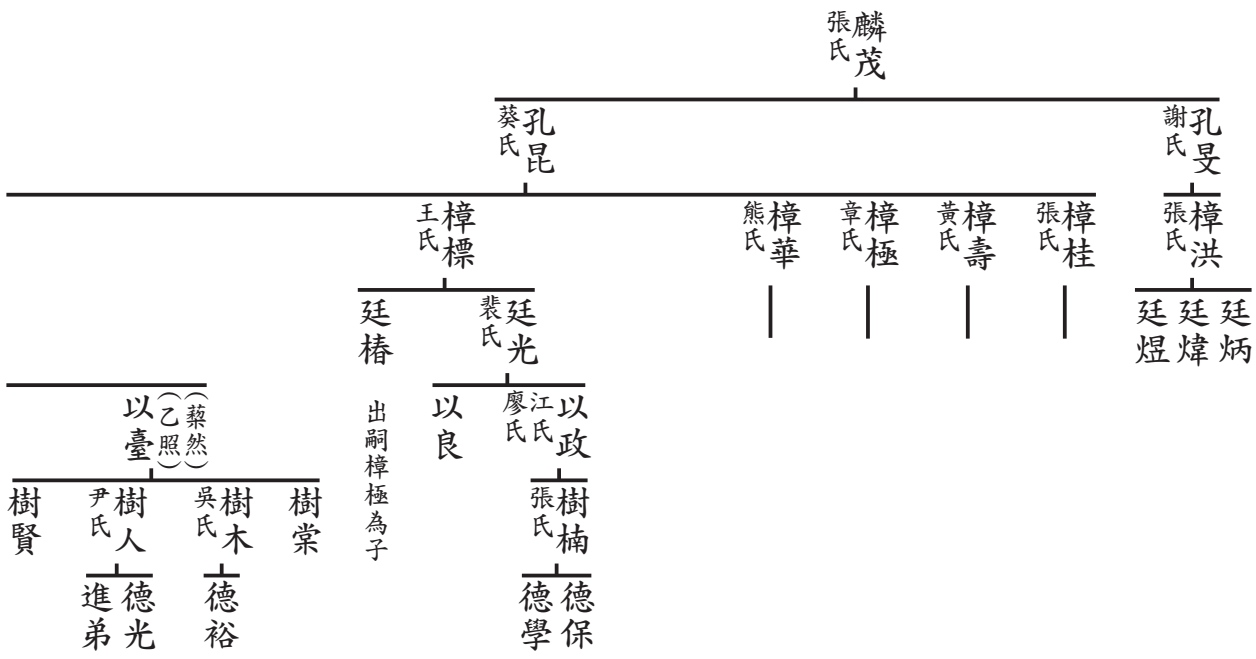 麟茂
張氏
孔旻
謝氏
孔昆
葵氏
樟洪
張氏
樟桂
張氏
樟壽
黃氏
樟極
章氏
樟華
熊氏
樟標
王氏
廷炳
廷煒
廷煜
廷光
裴氏
廷椿
出嗣樟極為子
以政
江氏
廖氏
以良
(藜然)
(乙照)
以臺
樹楠
張氏
樹棠
樹木
吳氏
樹人
尹氏
樹賢
德保
德學
德裕
德光
進弟